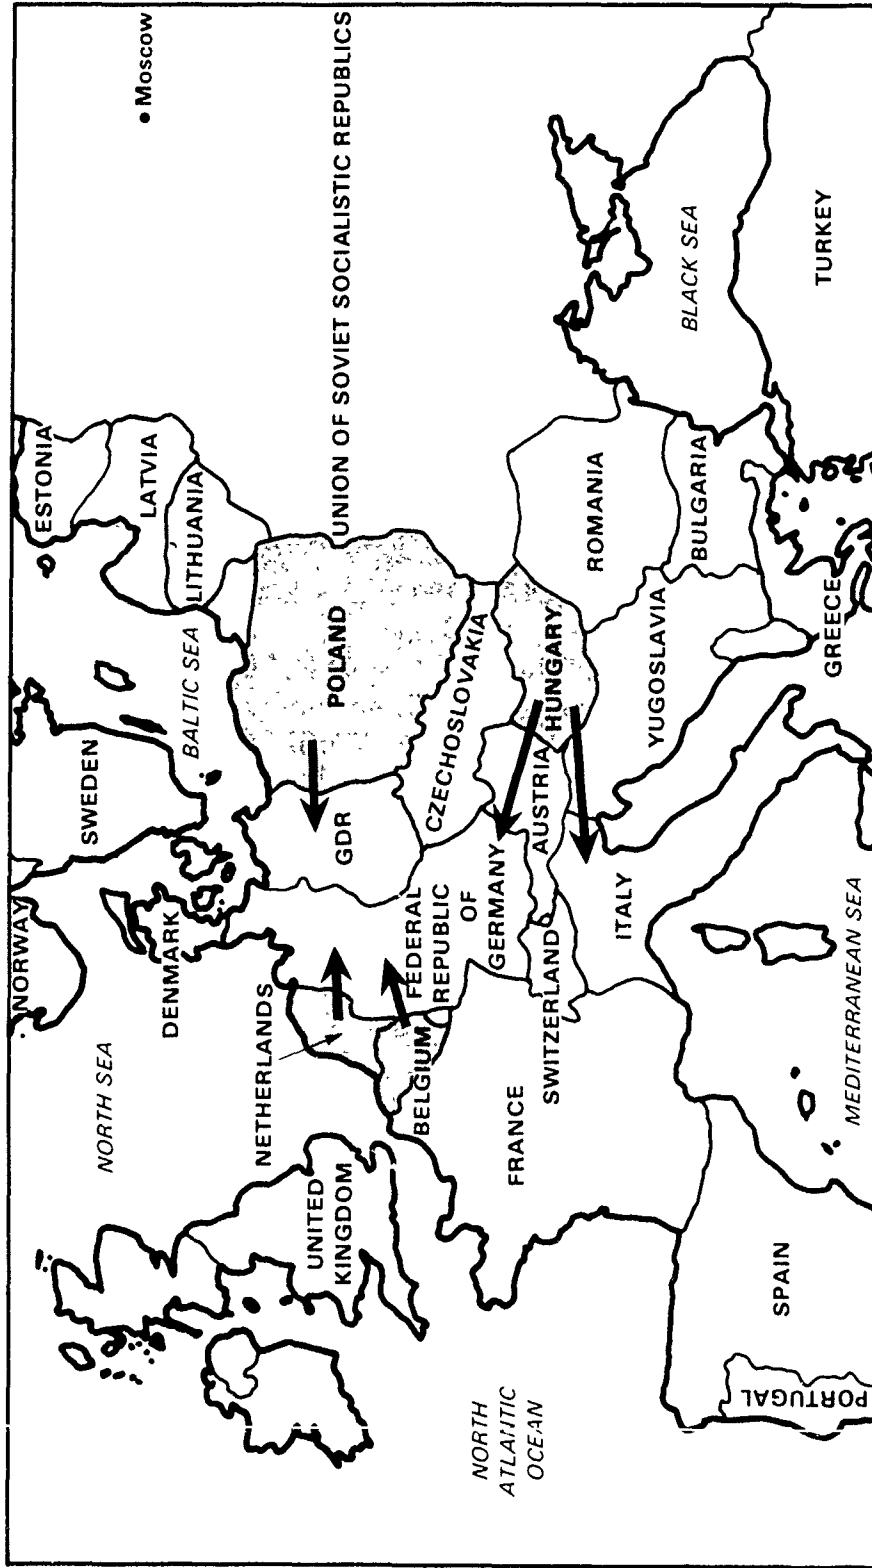 NORWAY
SWEDEN
ESTONIA
Moscow
NORTH SEA
DENMARK
BALTIC SEA
LATVIA
LITHUANIA
NETHERLANDS
UNITED
KINGDOM
GDR
POLAND
UNION OF SOVIET SOCIALISTIC REPUBLICS
BELGIUM
FEDERAL
REPUBLIC
OF
GERMANY
CZECHOSLOVAKIA
NORTH
ATLANTIC
OCEAN
FRANCE
SWITZERLAND
AUSTRIA
HUNGARY
ROMANIA
ITALY
YUGOSLAVIA
BULGARIA
BLACK SEA
SPAIN
PORTUGAL
MEDITERRANEAN SEA
GREECE
TURKEY